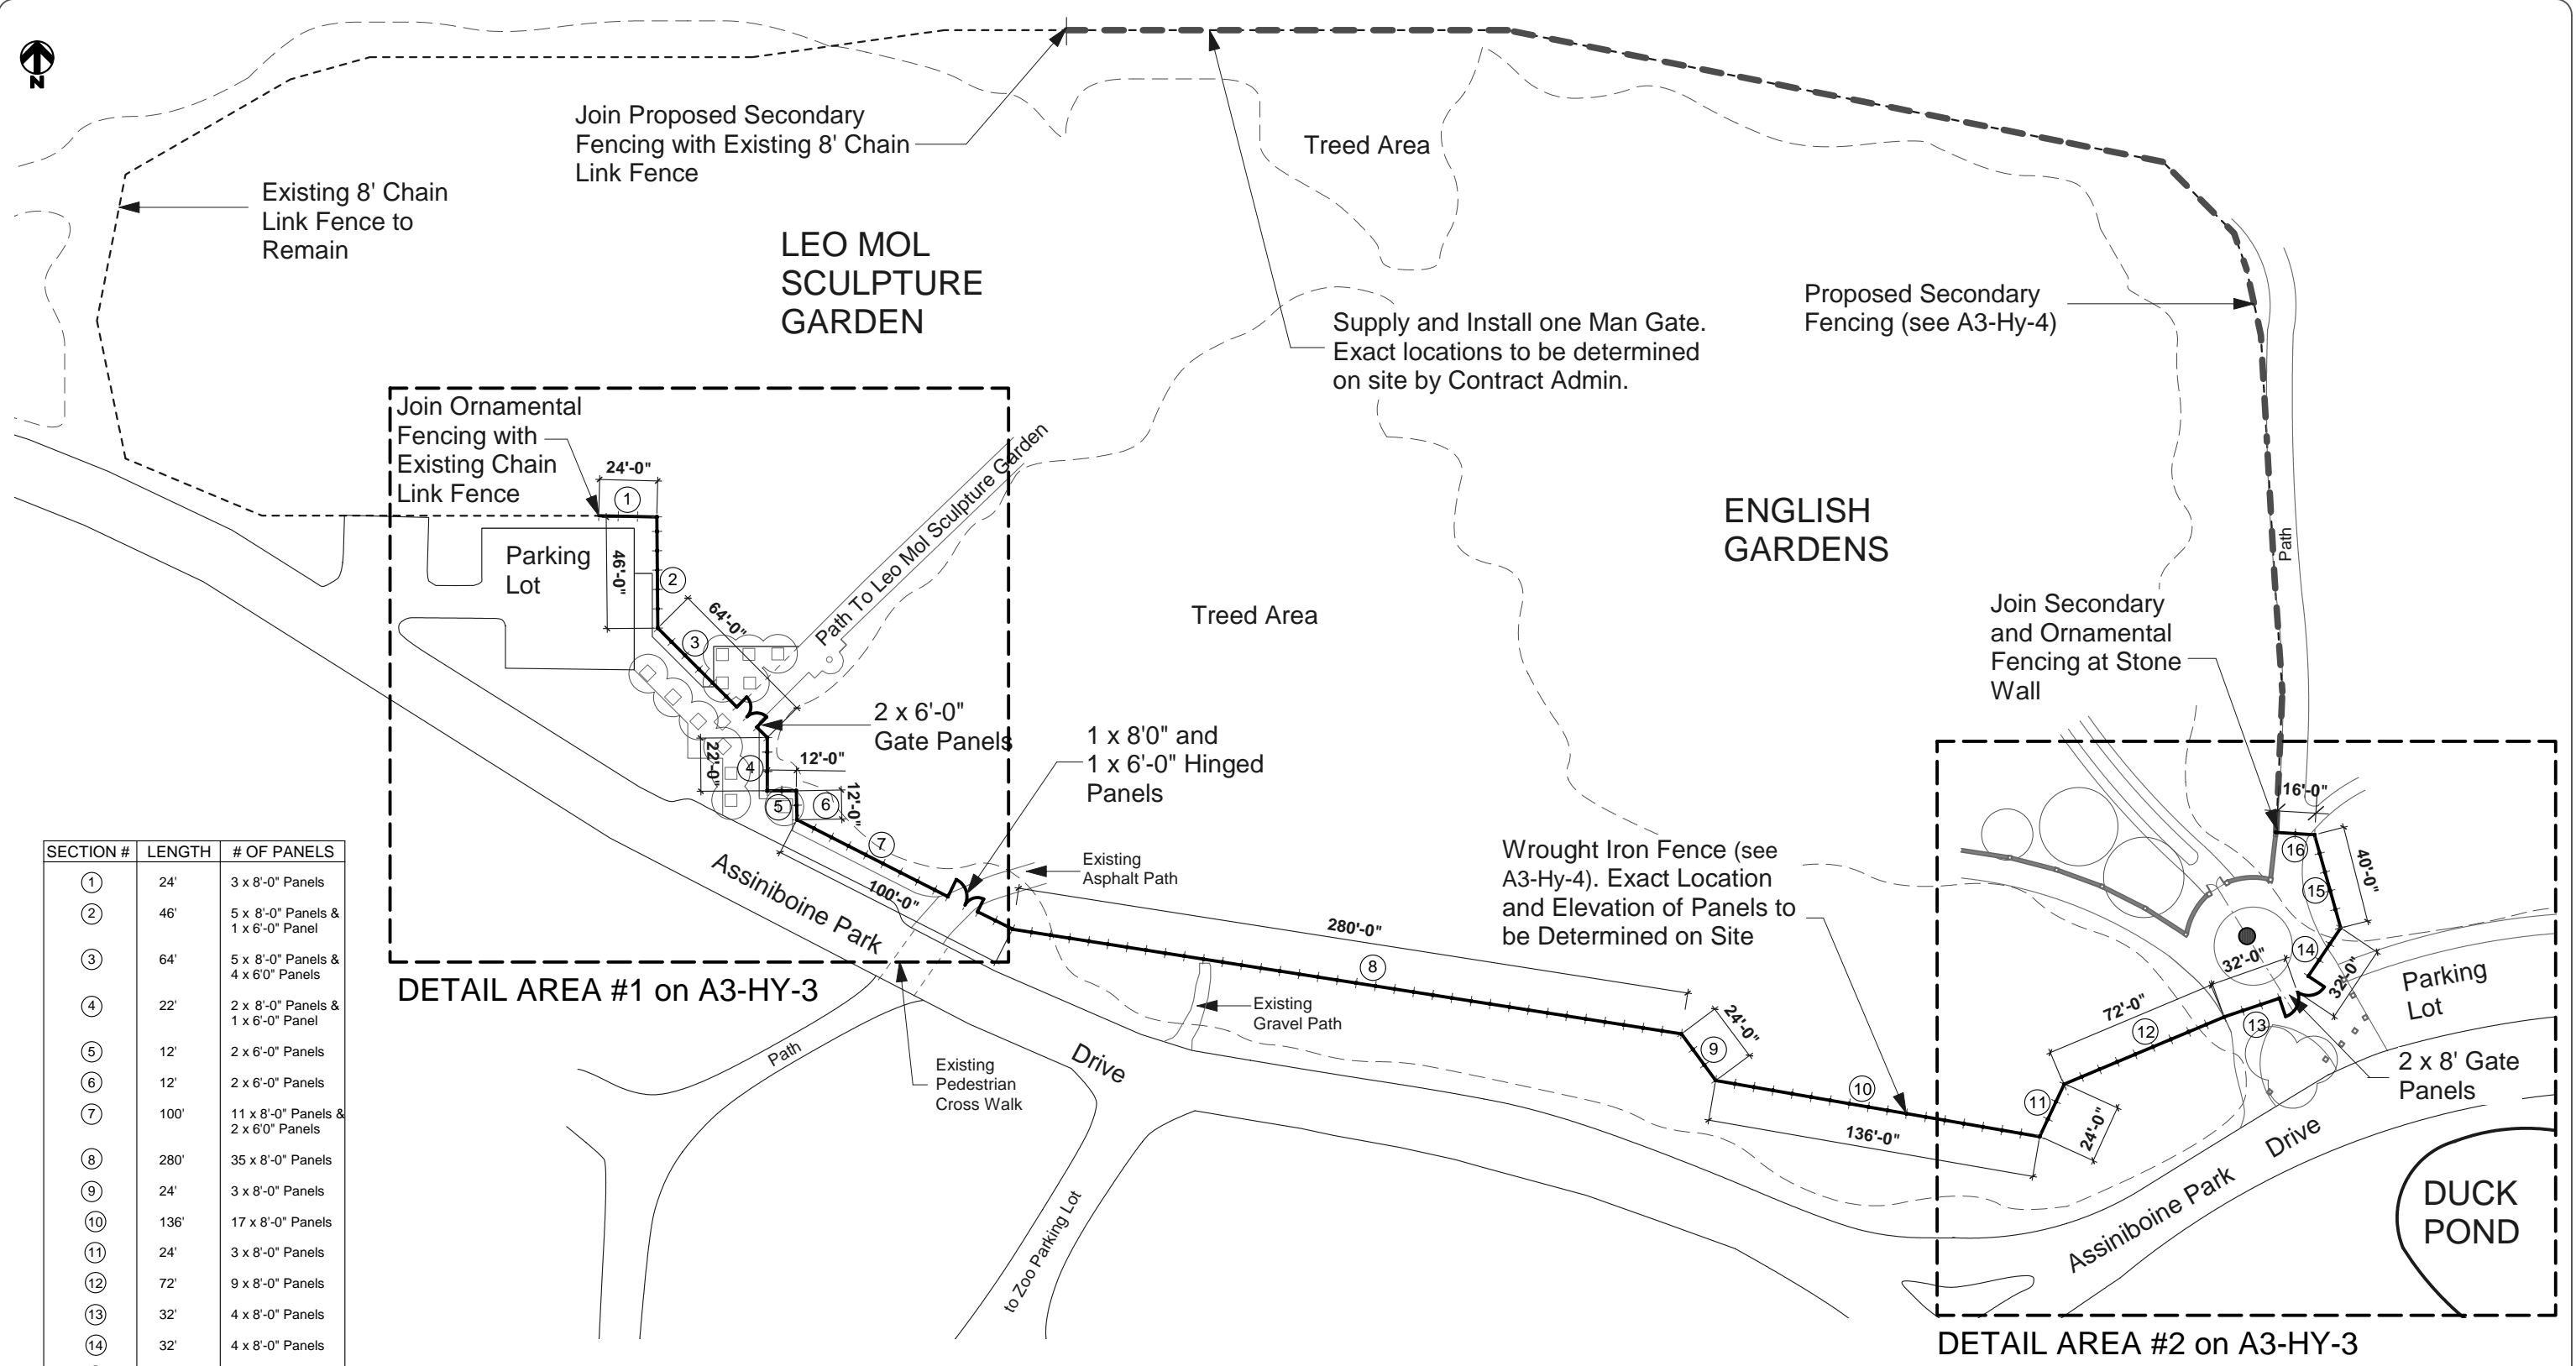 N
Join Proposed Secondary
Fencing with Existing 8' Chain
Link Fence
Existing 8' Chain
Link Fence to
Remain
LEO MOL
SCULPTURE
GARDEN
Treed Area
Supply and Install one Man Gate.
Exact locations to be determined
on site by Contract Admin.
Proposed Secondary
Fencing (see A3-Hy-4)
Join Ornamental
Fencing with
Existing Chain
Link Fence
24'-0"
1
46'-0"
Parking
Lot
2
64'-0"
3
Path To Leo Mol Sculpture Garden
2 x 6'-0"
Gate Panels
22'-0"
4
12'-0"
5
6
12'-0"
7
100'-0"
1 x 8'0" and
1 x 6'-0" Hinged
Panels
Existing
Asphalt Path
Assiniboine Park
DETAIL AREA #1 on A3-HY-3
Treed Area
ENGLISH
GARDENS
Path
Join Secondary
and Ornamental
Fencing at Stone
Wall
Wrought Iron Fence (see
A3-Hy-4). Exact Location
and Elevation of Panels to
be Determined on Site
280'-0"
8
Existing
Gravel Path
Path
Existing
Pedestrian
Cross Walk
Drive
to Zoo Parking Lot
24'-0"
9
10
136'-0"
11
24'-0"
72'-0"
12
13
32'-0"
14
32'-0"
15
40'-0"
16
16'-0"
Parking
Lot
2 x 8' Gate
Panels
Assiniboine Park
Drive
DUCK
POND
DETAIL AREA #2 on A3-HY-3
SECTION # LENGTH # OF PANELS
1 24' 3 x 8'-0" Panels
2 46' 5 x 8'-0" Panels &
1 x 6'-0" Panel
3 64' 5 x 8'-0" Panels &
4 x 6'0" Panels
4 22' 2 x 8'-0" Panels &
1 x 6'-0" Panel
5 12' 2 x 6'-0" Panels
6 12' 2 x 6'-0" Panels
7 100' 11 x 8'-0" Panels &
2 x 6'0" Panels
8 280' 35 x 8'-0" Panels
9 24' 3 x 8'-0" Panels
10 136' 17 x 8'-0" Panels
11 24' 3 x 8'-0" Panels
12 72' 9 x 8'-0" Panels
13 32' 4 x 8'-0" Panels
14 32' 4 x 8'-0" Panels